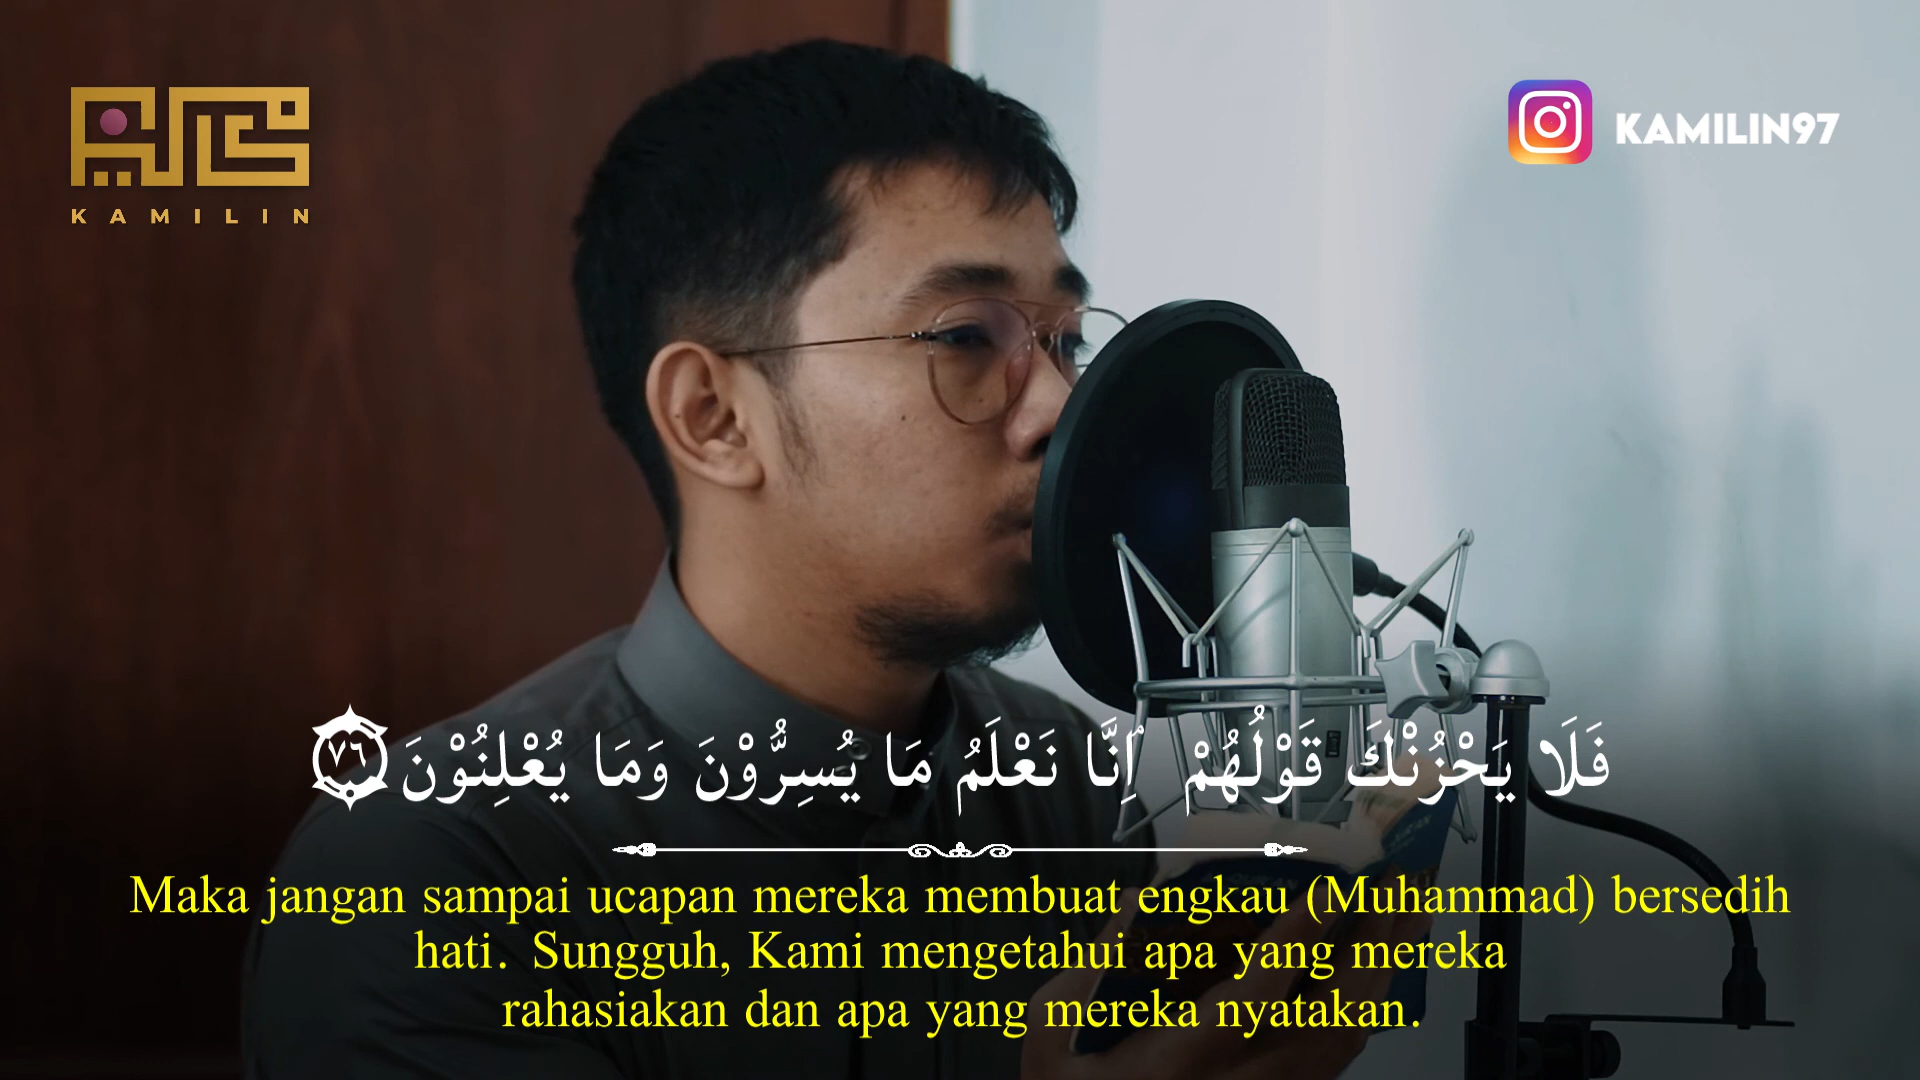 KAMILIN
KAMILIN97
فَلَا يَحْزُنْكَ قَوْلُهُمْ ۘاِنَّا نَعْلَمُ مَا يُسِرُّوْنَ وَمَا يُعْلِنُوْنَ ۝٧٦
Maka jangan sampai ucapan mereka membuat engkau (Muhammad) bersedih
hati. Sungguh, Kami mengetahui apa yang mereka
rahasiakan dan apa yang mereka nyatakan.